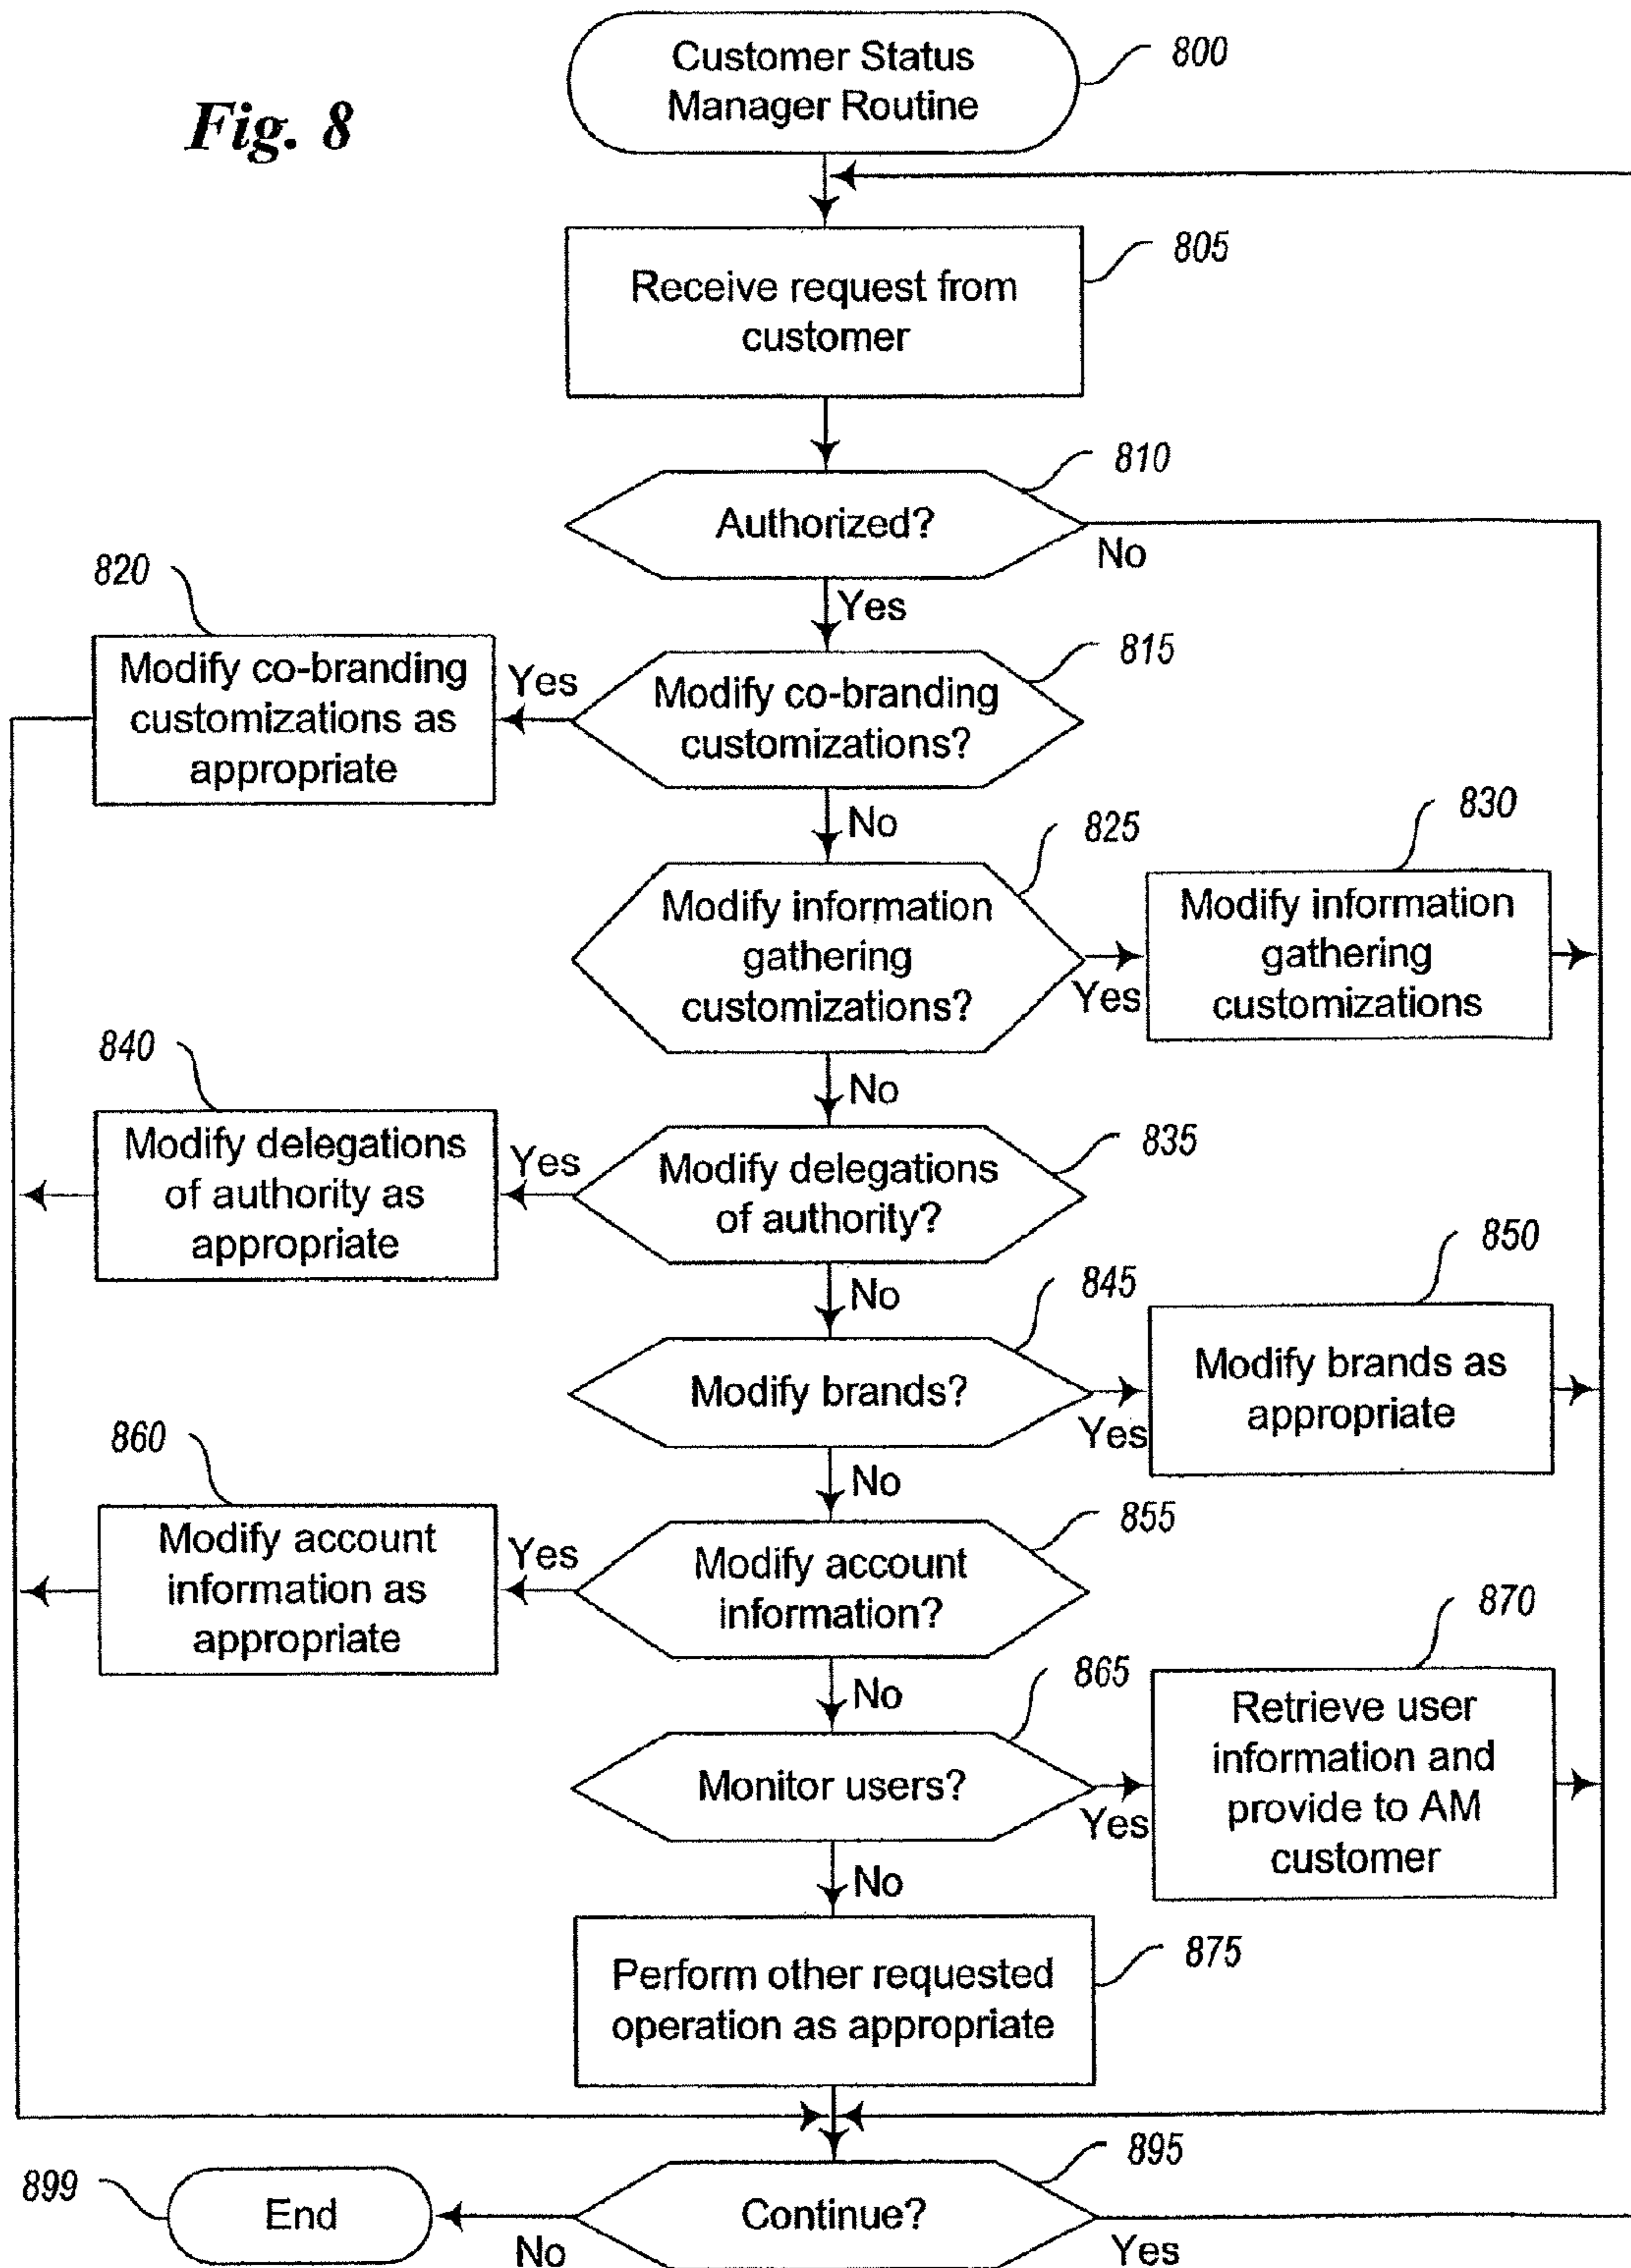 Fig. 8
Customer Status
Manager Routine
800
805
Receive request from
customer
810
Authorized?
No
Yes
820
815
Modify co-branding
customizations as
appropriate
Yes
Modify co-branding
customizations?
No
825
830
Modify information
gathering
customizations?
Yes
Modify information
gathering
customizations
840
No
835
Modify delegations
of authority as
appropriate
Yes
Modify delegations
of authority?
No
845
850
Modify brands?
Yes
Modify brands as
appropriate
860
No
855
Modify account
information as
appropriate
Yes
Modify account
information?
No
865
870
Monitor users?
Yes
Retrieve user
information and
provide to AM
customer
No
875
Perform other requested
operation as appropriate
895
899
End
No
Continue?
Yes